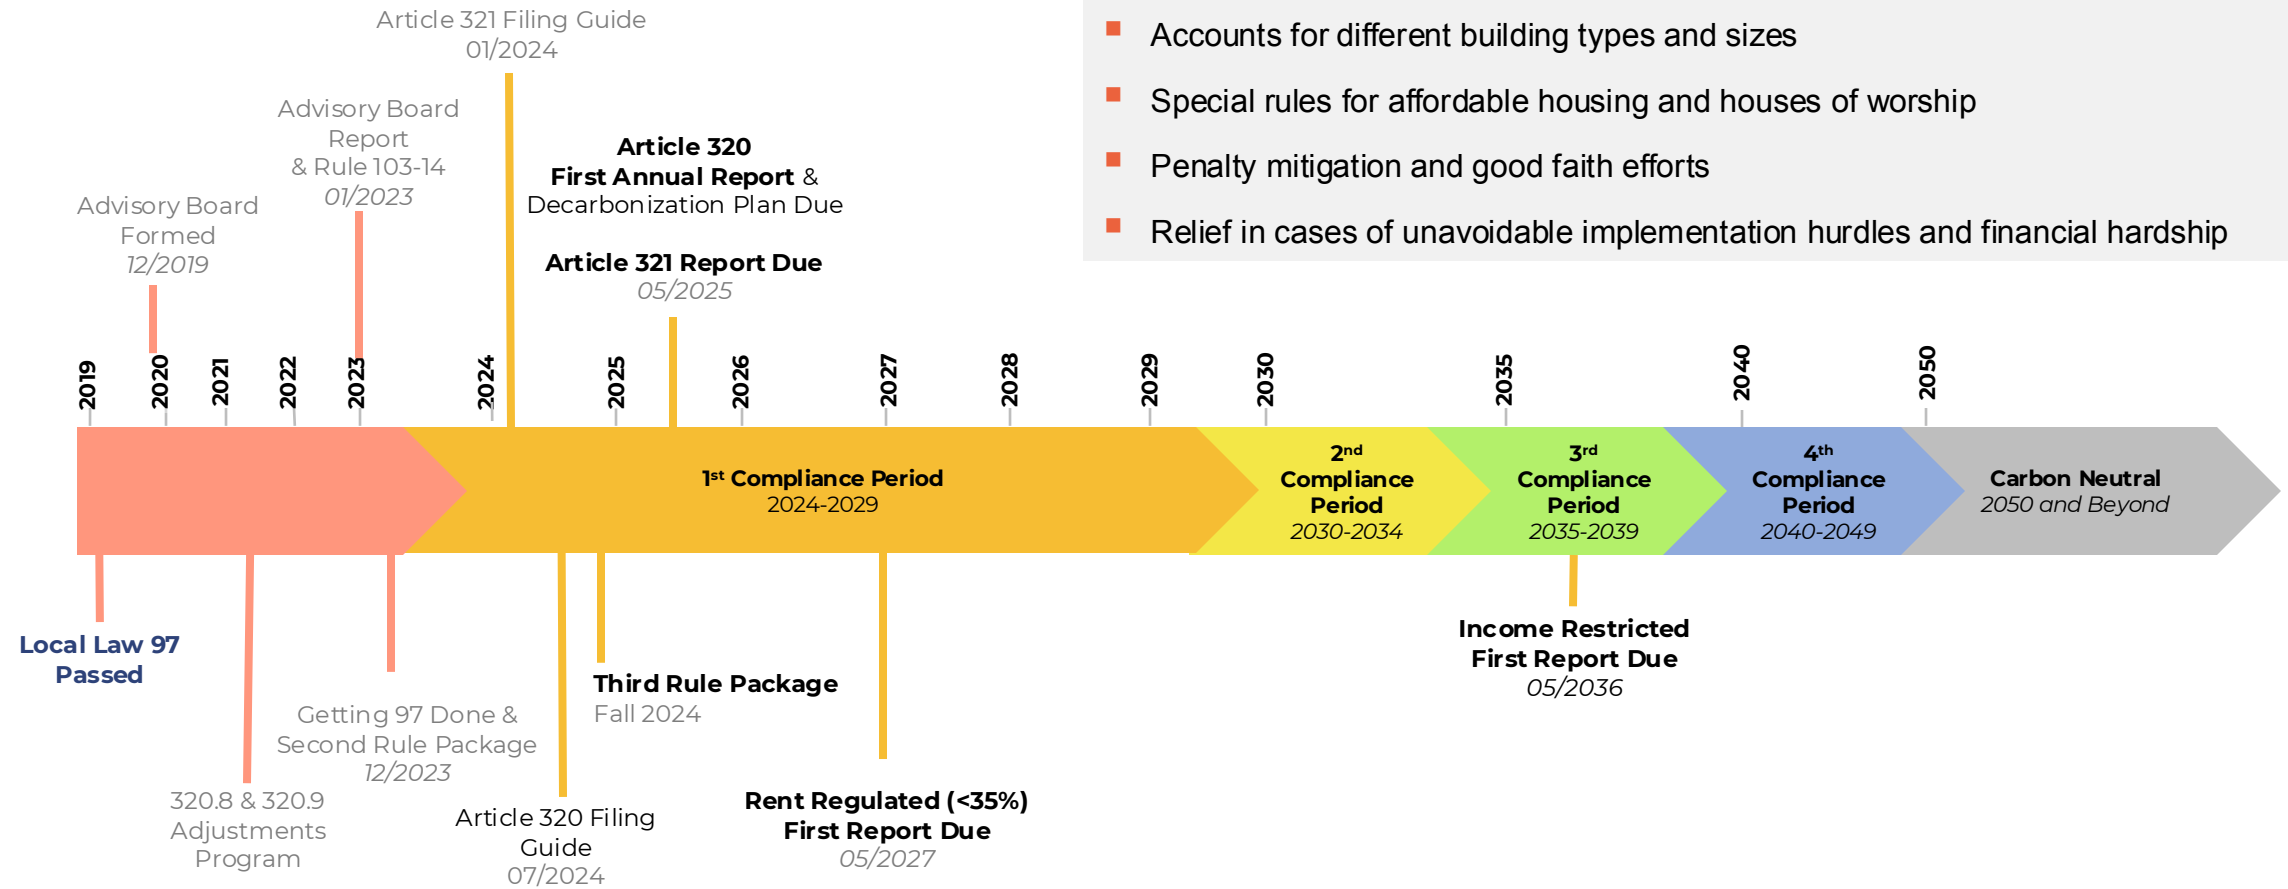 Article 321 Filing Guide
01/2024
Accounts for different building types and sizes
Special rules for affordable housing and houses of worship
Penalty mitigation and good faith efforts
Relief in cases of unavoidable implementation hurdles and financial hardship
Advisory Board
Report
& Rule 103-14
01/2023
Article 320
First Annual Report &
Decarbonization Plan Due
Article 321 Report Due
05/2025
Advisory Board
Formed
12/2019
2019
2020
2021
2022
2023
2024
2025
2026
2027
2028
2029
2030
2035
2040
2050
1st Compliance Period
2024-2029
2nd
Compliance
Period
2030-2034
3rd
Compliance
Period
2035-2039
4th
Compliance
Period
2040-2049
Carbon Neutral
2050 and Beyond
Local Law 97
Passed
320.8 & 320.9
Adjustments
Program
Getting 97 Done &
Second Rule Package
12/2023
Article 320 Filing
Guide
07/2024
Third Rule Package
Fall 2024
Rent Regulated (<35%)
First Report Due
05/2027
Income Restricted
First Report Due
05/2036